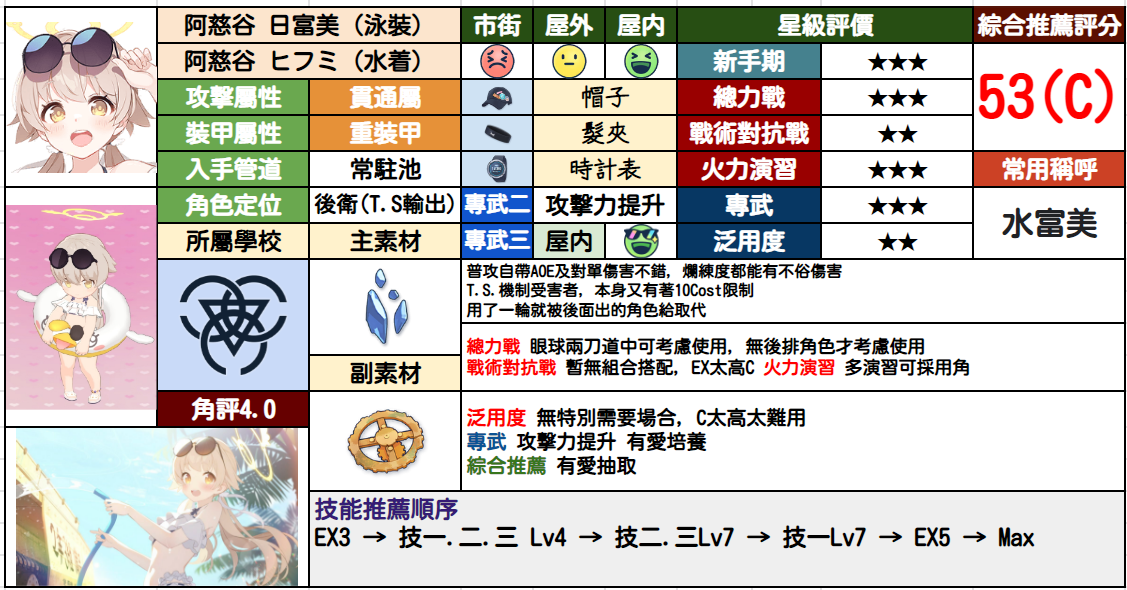 阿慈谷 日富美 (泳裝)
市街
屋外
屋内
星級評價
綜合推薦評分
阿慈谷 ヒフミ (水着)
新手期
★★★
53(C)
攻擊屬性
貫通屬
帽子
總力戰
★★★
裝甲屬性
重裝甲
髮夾
戰術對抗戰
★★
入手管道
常駐池
時計表
火力演習
★★★
常用稱呼
角色定位
後衛(T.S輸出)
專武二
攻擊力提升
專武
★★★
水富美
所屬學校
主素材
專武三
屋内
泛用度
★★
普攻自帶AOE及對單傷害不錯, 爛練度都能有不俗傷害
T.S.機制受害者, 本身又有著10Cost限制
用了一輪就被後面出的角色給取代
總力戰 眼球兩刀道中可考慮使用, 無後排角色才考慮使用
戰術對抗戰 暫無組合搭配, EX太高C 火力演習 多演習可採用角
副素材
角評4.0
泛用度 無特別需要場合, C太高太難用
專武 攻擊力提升 有愛培養
綜合推薦 有愛抽取
技能推薦順序
EX3 → 技一.二.三 Lv4 → 技二.三Lv7 → 技一Lv7 → EX5 → Max